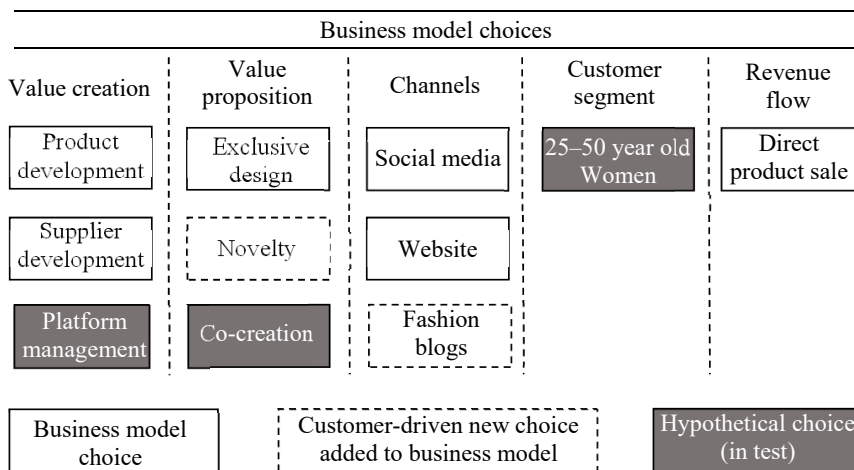 Business model choices
Value creation
Value
proposition
Channels
Customer
segment
Revenue
flow
Product
development
Exclusive
design
Social media
25–50 year old
Women
Direct
product sale
Supplier
development
Novelty
Website
Platform
management
Co-creation
Fashion
blogs
Business model
choice
Customer-driven new choice
added to business model
Hypothetical choice
(in test)